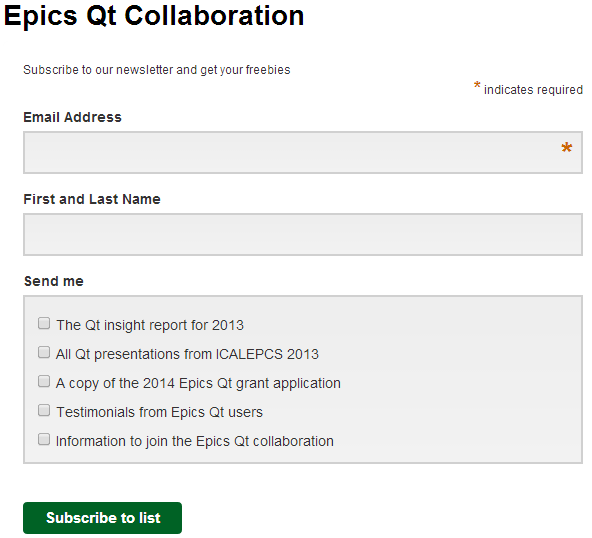 Epics Qt Collaboration
Subscribe to our newsletter and get your freebies
* indicates required
Email Address
*
First and Last Name
Send me
The Qt insight report for 2013
All Qt presentations from ICALEPCS 2013
A copy of the 2014 Epics Qt grant application
Testimonials from Epics Qt users
Information to join the Epics Qt collaboration
Subscribe to list